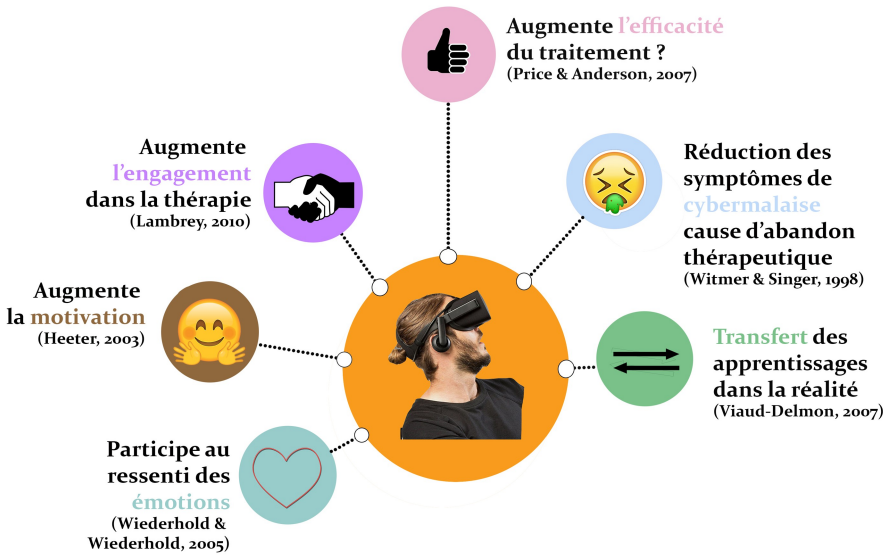 Augmente l’efficacité
du traitement ?
(Price & Anderson, 2007)
Augmente
l’engagement
dans la thérapie
(Lambrey, 2010)
Réduction des
symptômes de
cybermalaise
cause d’abandon
thérapeutique
(Witmer & Singer, 1998)
Augmente
la motivation
(Heeter, 2003)
Transfert des
apprentissages
dans la réalité
(Viaud-Delmon, 2007)
Participe au
ressenti des
émotions
(Wiederhold &
Wiederhold, 2005)